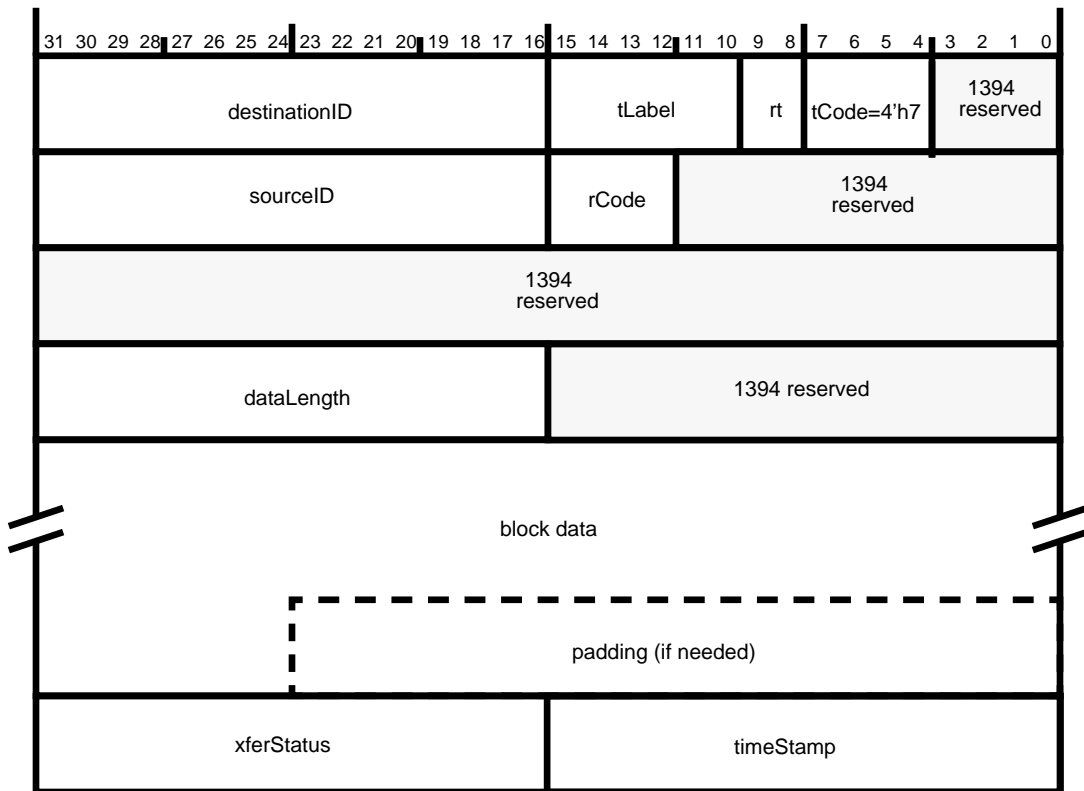 31 30 29 28 27 26 25 24 23 22 21 20 19 18 17 16 15 14 13 12 11 10 9 8 7 6 5 4 3 2 1 0
destinationID tLabel rt tCode=4'h7 1394
reserved
sourceID rCode 1394
reserved
1394
reserved
dataLength 1394 reserved
block data
padding (if needed)
xferStatus timeStamp